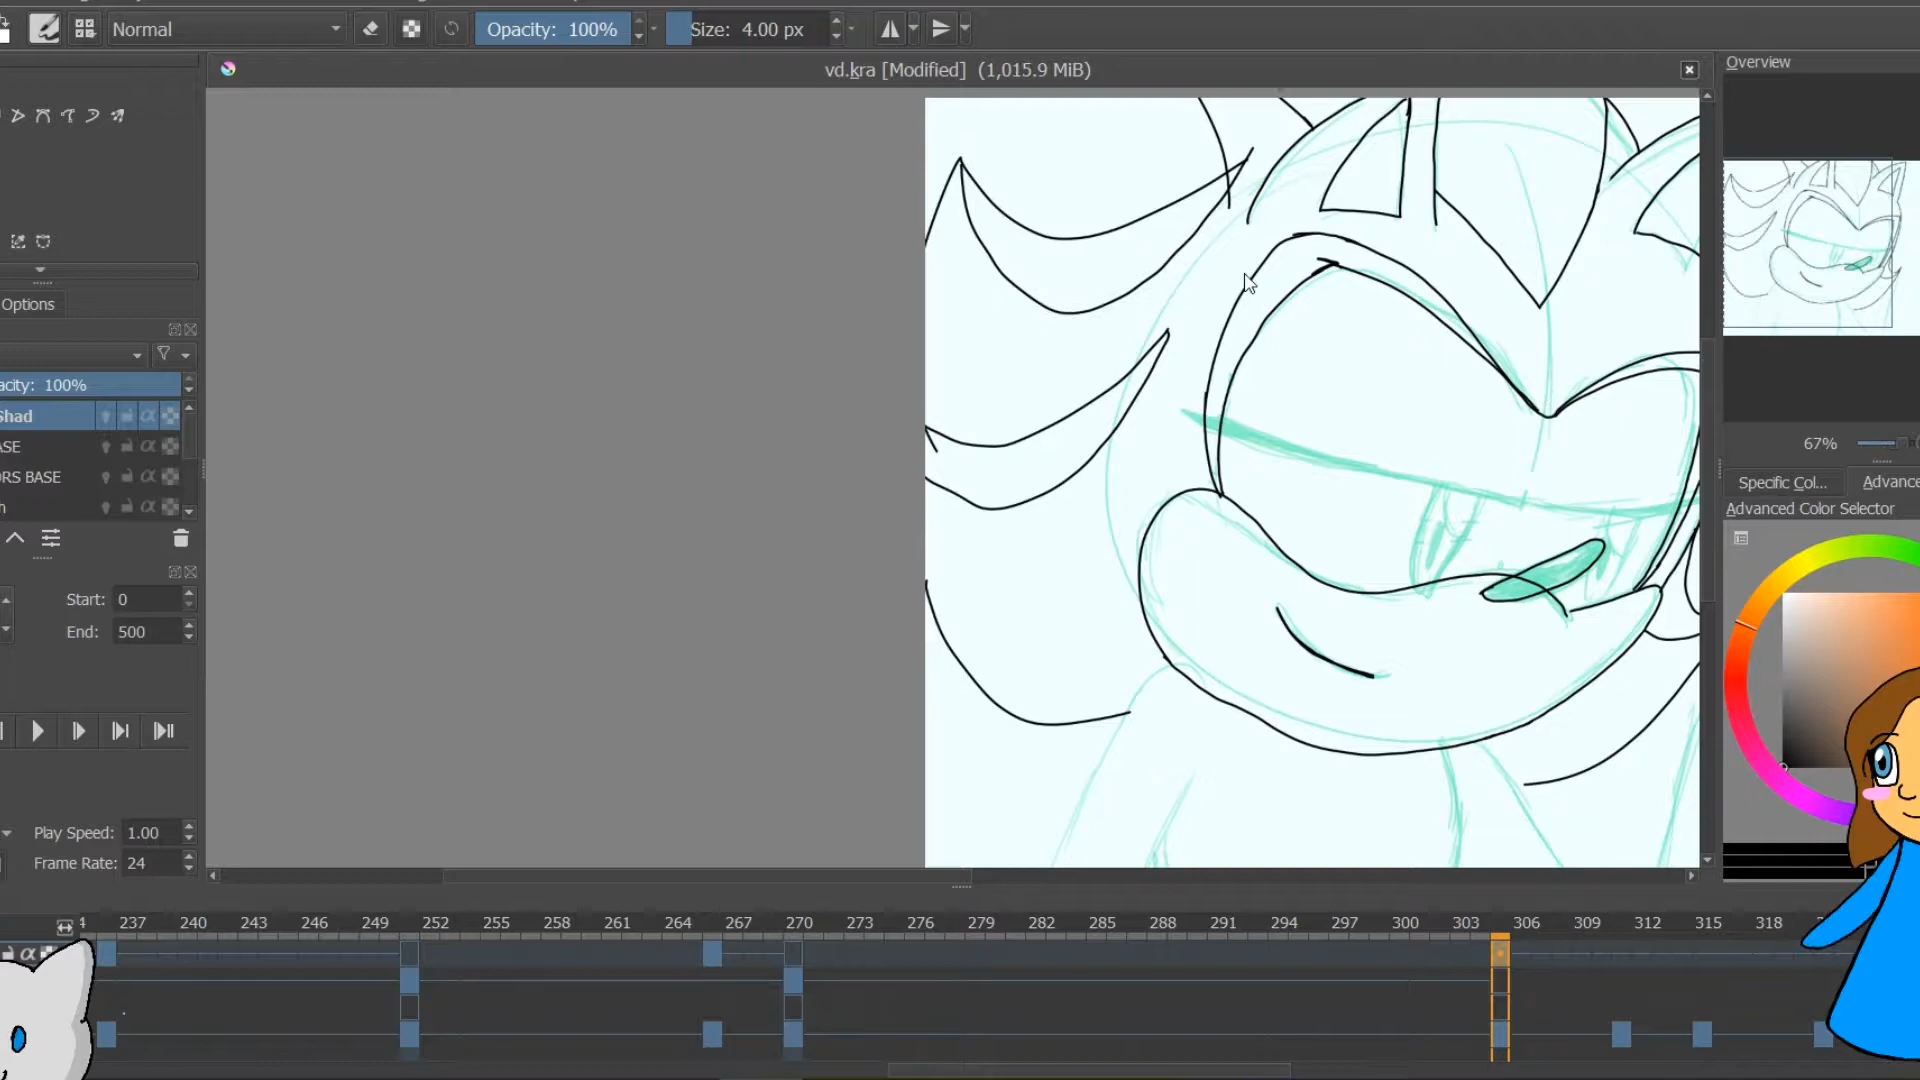 Normal
Opacity: 100%
Size: 4.00 px
vd.kra [Modified] (1,015.9 MiB)
Overview
Options
acity: 100%
Shad
ASE
ORS BASE
h
67%
Specific Col...
Advance
Advanced Color Selector
Start: 0
End: 500
Play Speed: 1.00
Frame Rate: 24
4 237 240 243 246 249 252 255 258 261 264 267 270 273 276 279 282 285 288 291 294 297 300 303 306 309 312 315 318